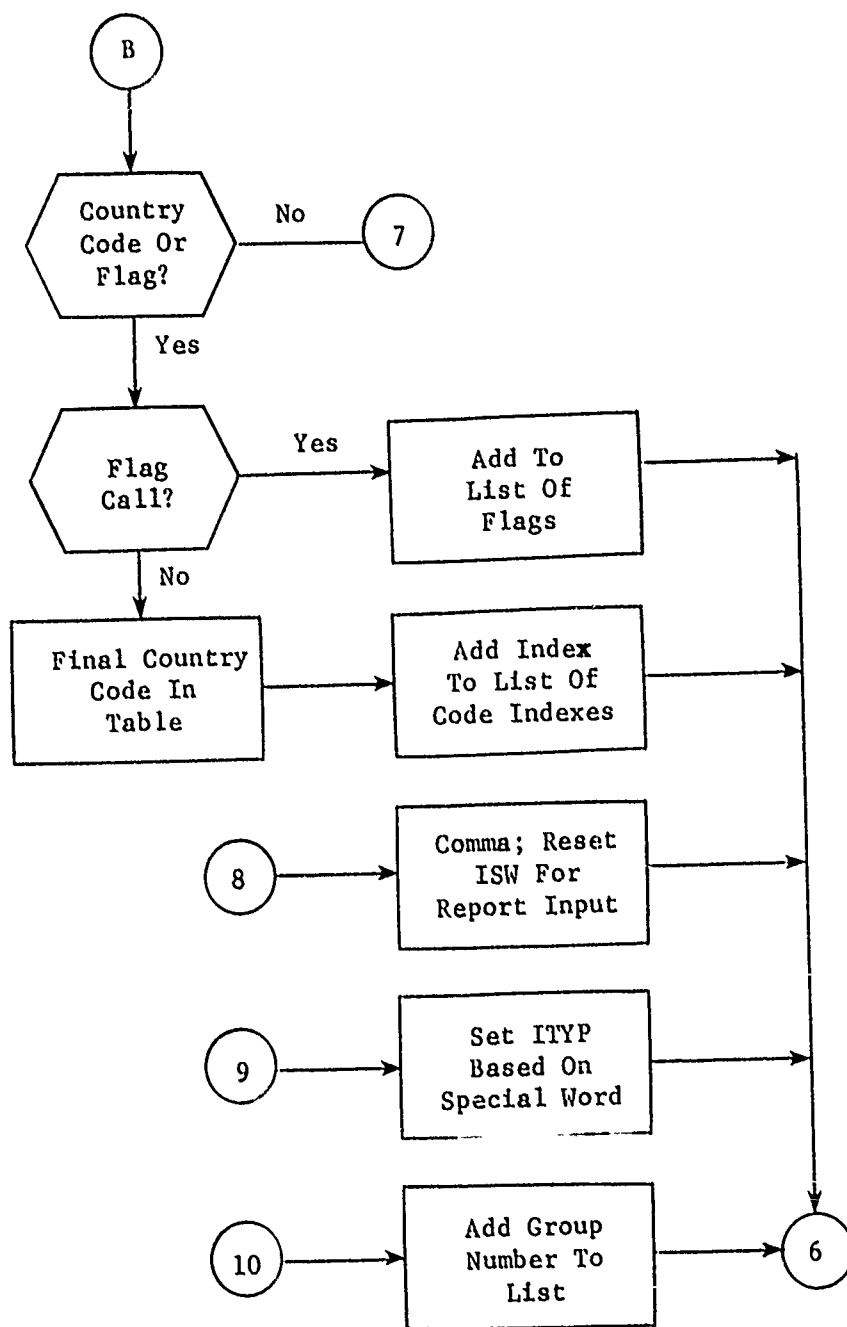 B
Country
Code Or
Flag?
No
7
Yes
Flag
Call?
Yes
Add To
List Of
Flags
No
Final Country
Code In
Table
Add Index
To List Of
Code Indexes
8
Comma; Reset
ISW For
Report Input
9
Set ITYP
Based On
Special Word
10
Add Group
Number To
List
6